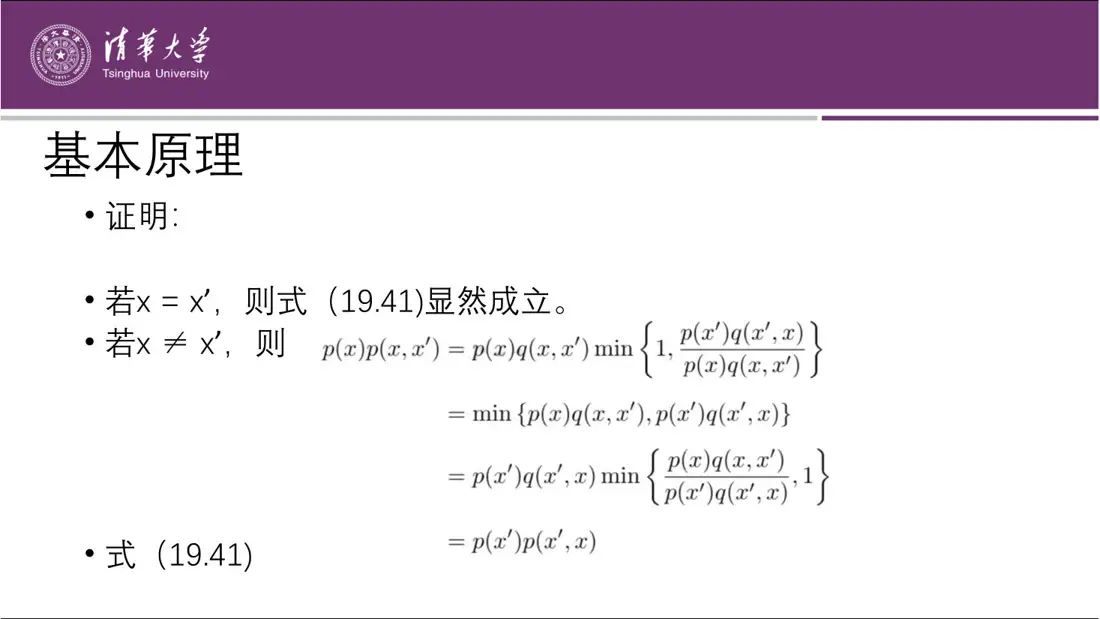 清华大学
Tsinghua University
基本原理
• 证明：
• 若x = x′，则式（19.41)显然成立。
• 若x ≠ x′，则 p(x)p(x, x′) = p(x)q(x, x′) min { 1, p(x′)q(x′, x) / p(x)q(x, x′) }
= min {p(x)q(x, x′), p(x′)q(x′, x)}
= p(x′)q(x′, x) min { p(x)q(x, x′) / p(x′)q(x′, x), 1 }
= p(x′)p(x′, x)
• 式（19.41)